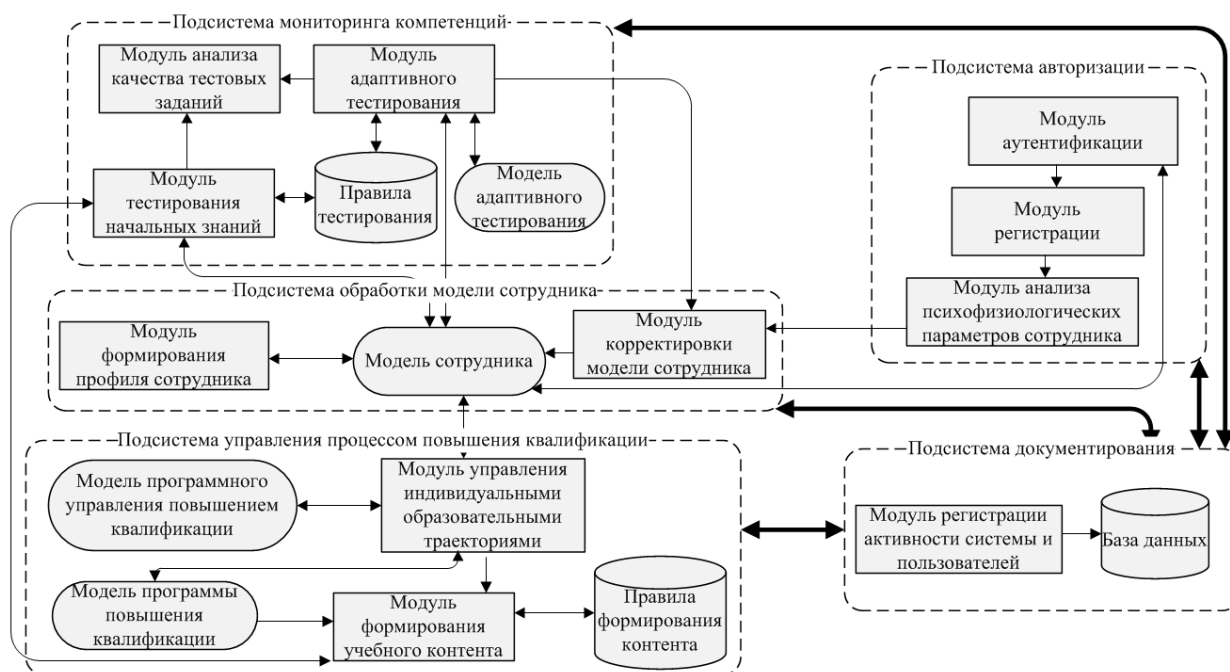 Подсистема мониторинга компетенций
Модуль анализа
качества тестовых
заданий
Модуль
адаптивного
тестирования
Модуль
тестирования
начальных знаний
Правила
тестирования
Модель
адаптивного
тестирования
Подсистема авторизации
Модуль
аутентификации
Модуль
регистрации
Модуль анализа
психофизиологических
параметров сотрудника
Подсистема обработки модели сотрудника
Модуль
формирования
профиля сотрудника
Модель сотрудника
Модуль
корректировки
модели сотрудника
Подсистема управления процессом повышения квалификации
Модель программного
управления повышением
квалификации
Модуль управления
индивидуальными
образовательными
траекториями
Модель программы
повышения
квалификации
Модуль
формирования
учебного контента
Правила
формирования
контента
Подсистема документирования
Модуль регистрации
активности системы и
пользователей
База данных